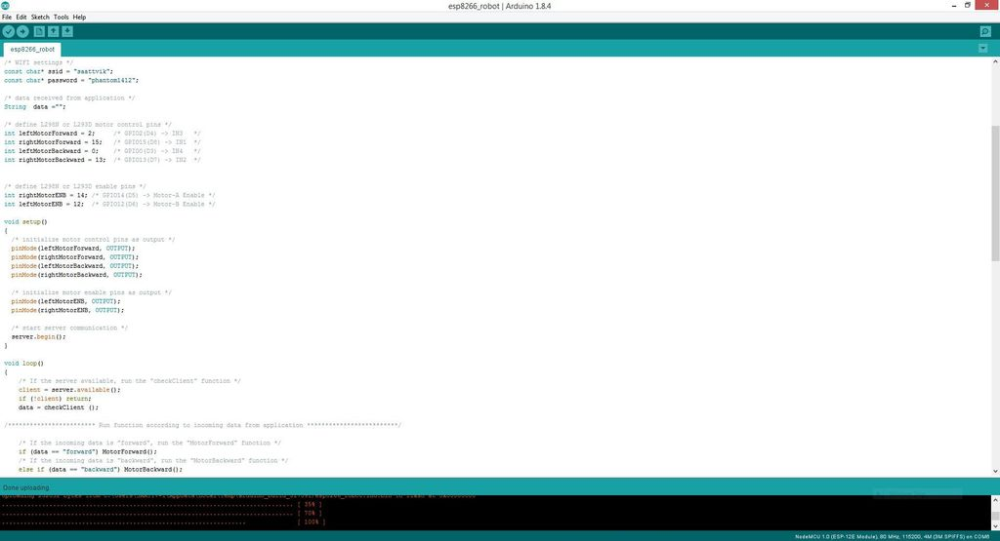 esp8266_robot | Arduino 1.8.4
File Edit Sketch Tools Help
esp8266_robot
/* WIFI settings */
const char* ssid = "saattvik";
const char* password = "phantom1412";
/* data received from application */
String data ="";
/* define L298N or L293D motor control pins */
int leftMotorForward = 2; /* GPIO2(D4) -> IN3 */
int rightMotorForward = 15; /* GPIO15(D8) -> IN1 */
int leftMotorBackward = 0; /* GPIO0(D3) -> IN4 */
int rightMotorBackward = 13; /* GPIO13(D7) -> IN2 */
/* define L298N or L293D enable pins */
int rightMotorENB = 14; /* GPIO14(D5) -> Motor-A Enable */
int leftMotorENB = 12; /* GPIO12(D6) -> Motor-B Enable */
void setup()
{
/* initialize motor control pins as output */
pinMode(leftMotorForward, OUTPUT);
pinMode(rightMotorForward, OUTPUT);
pinMode(leftMotorBackward, OUTPUT);
pinMode(rightMotorBackward, OUTPUT);
/* initialize motor enable pins as output */
pinMode(leftMotorENB, OUTPUT);
pinMode(rightMotorENB, OUTPUT);
/* start server communication */
server.begin();
}
void loop()
{
/* If the server available, run the "checkClient" function */
client = server.available();
if (!client) return;
data = checkClient ();
/************************ Run function according to incoming data from application *************************/
/* If the incoming data is "forward", run the "MotorForward" function */
if (data == "forward") MotorForward();
/* If the incoming data is "backward", run the "MotorBackward" function */
else if (data == "backward") MotorBackward();
Done uploading.
[ 35% ]
[ 70% ]
[ 100% ]
NodeMCU 1.0 (ESP-12E Module), 80 MHz, 115200, 4M (3M SPIFFS) on COM8